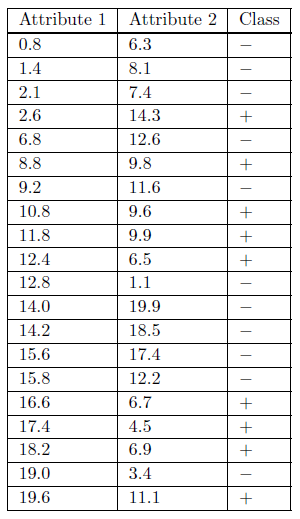 Attribute 1 Attribute 2 Class
0.8 6.3 −
1.4 8.1 −
2.1 7.4 −
2.6 14.3 +
6.8 12.6 −
8.8 9.8 +
9.2 11.6 −
10.8 9.6 +
11.8 9.9 +
12.4 6.5 +
12.8 1.1 −
14.0 19.9 −
14.2 18.5 −
15.6 17.4 −
15.8 12.2 −
16.6 6.7 +
17.4 4.5 +
18.2 6.9 +
19.0 3.4 −
19.6 11.1 +